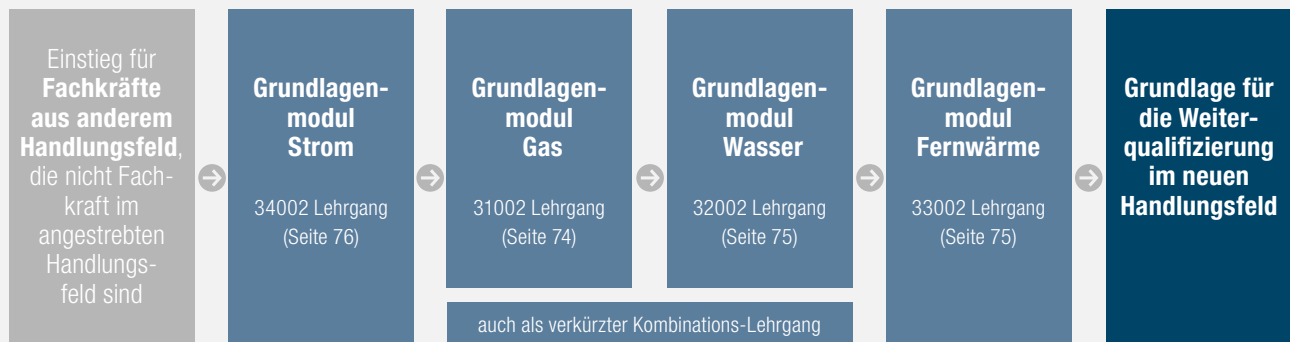 Einstieg für
Fachkräfte
aus anderem
Handlungsfeld,
die nicht Fach-
kraft im
angestrebten
Handlungs-
feld sind
Grundlagen-
modul
Strom
34002 Lehrgang
(Seite 76)
Grundlagen-
modul
Gas
31002 Lehrgang
(Seite 74)
Grundlagen-
modul
Wasser
32002 Lehrgang
(Seite 75)
auch als verkürzter Kombinations-Lehrgang
Grundlagen-
modul
Fernwärme
33002 Lehrgang
(Seite 75)
Grundlage für
die Weiter-
qualifizierung
im neuen
Handlungsfeld